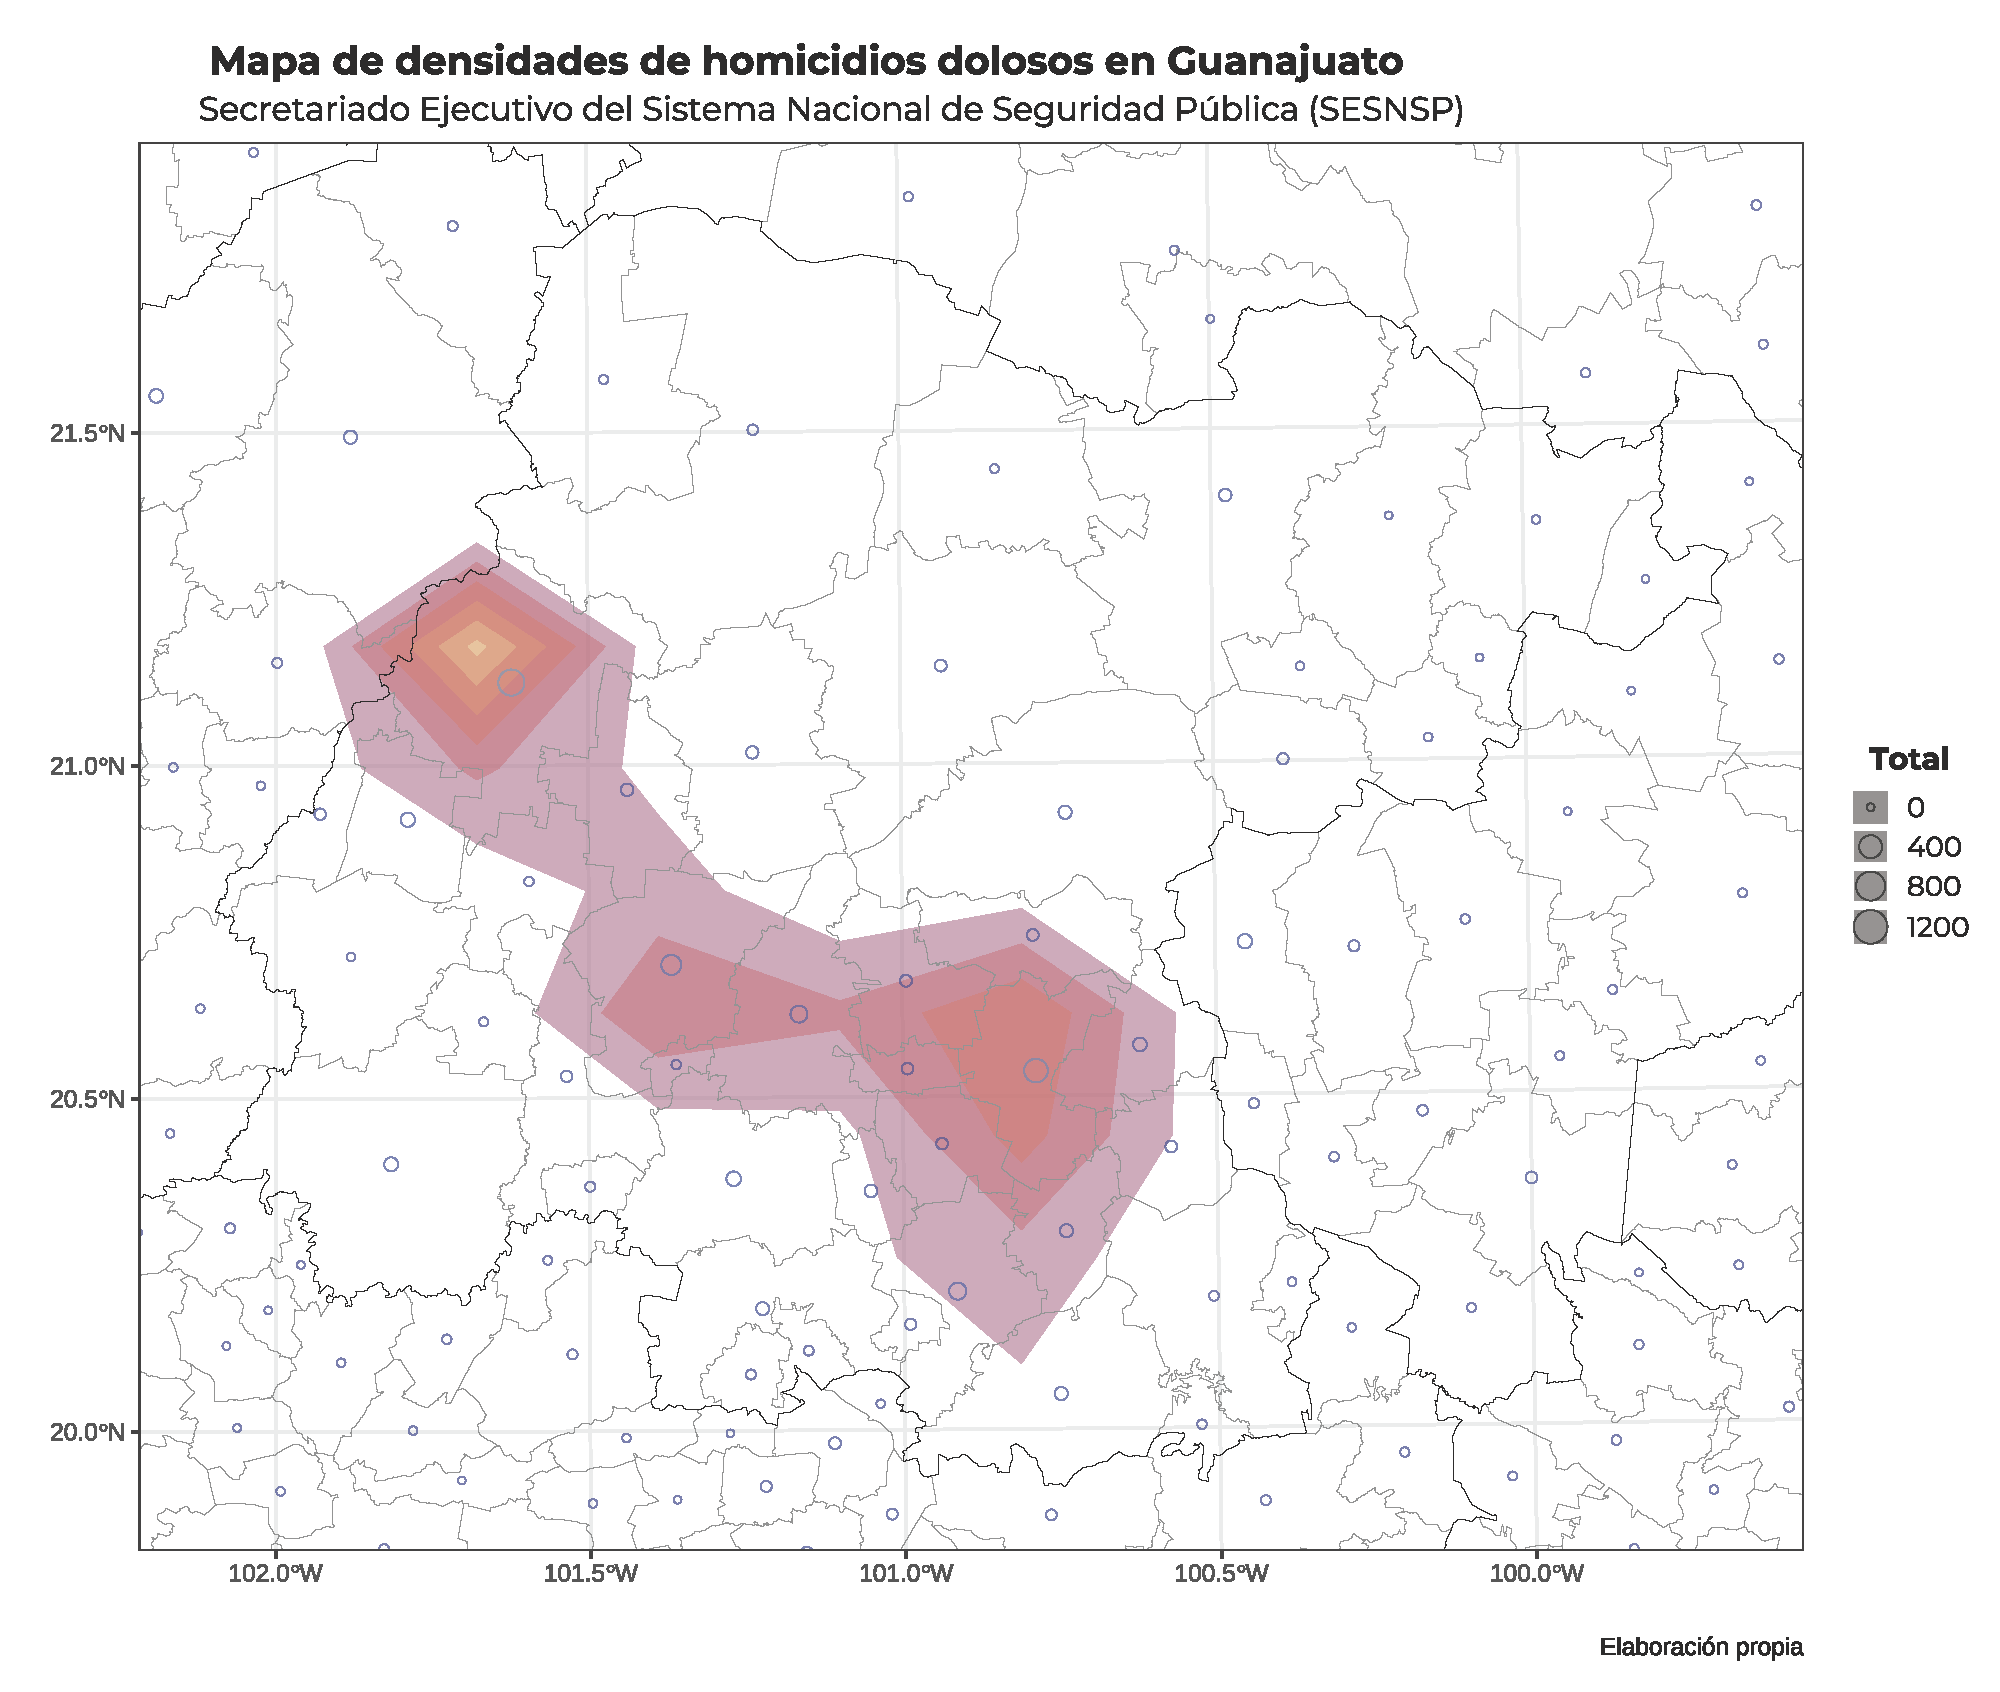 Mapa de densidades de homicidios dolosos en Guanajuato
Secretariado Ejecutivo del Sistema Nacional de Seguridad Pública (SESNSP)
21.5°N
21.0°N
20.5°N
20.0°N
102.0°W
101.5°W
101.0°W
100.5°W
100.0°W
Total
0
400
800
1200
Elaboración propia